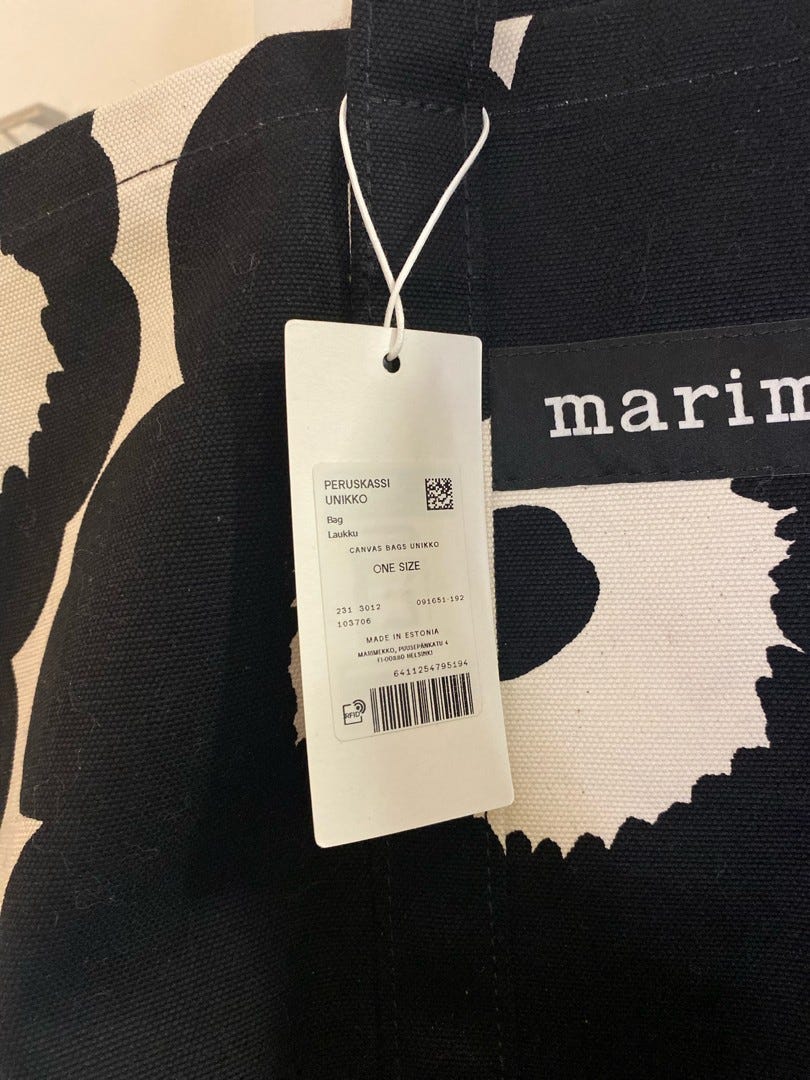 marim
PERUSKASSI
UNIKKO
Bag
Laukku
CANVAS BAGS UNIKKO
ONE SIZE
231 3012 091651-192
103706
MADE IN ESTONIA
MARIMEKKO, PUUSEPÄNKATU 4
FI-00880 HELSINKI
6411254795194
RFID